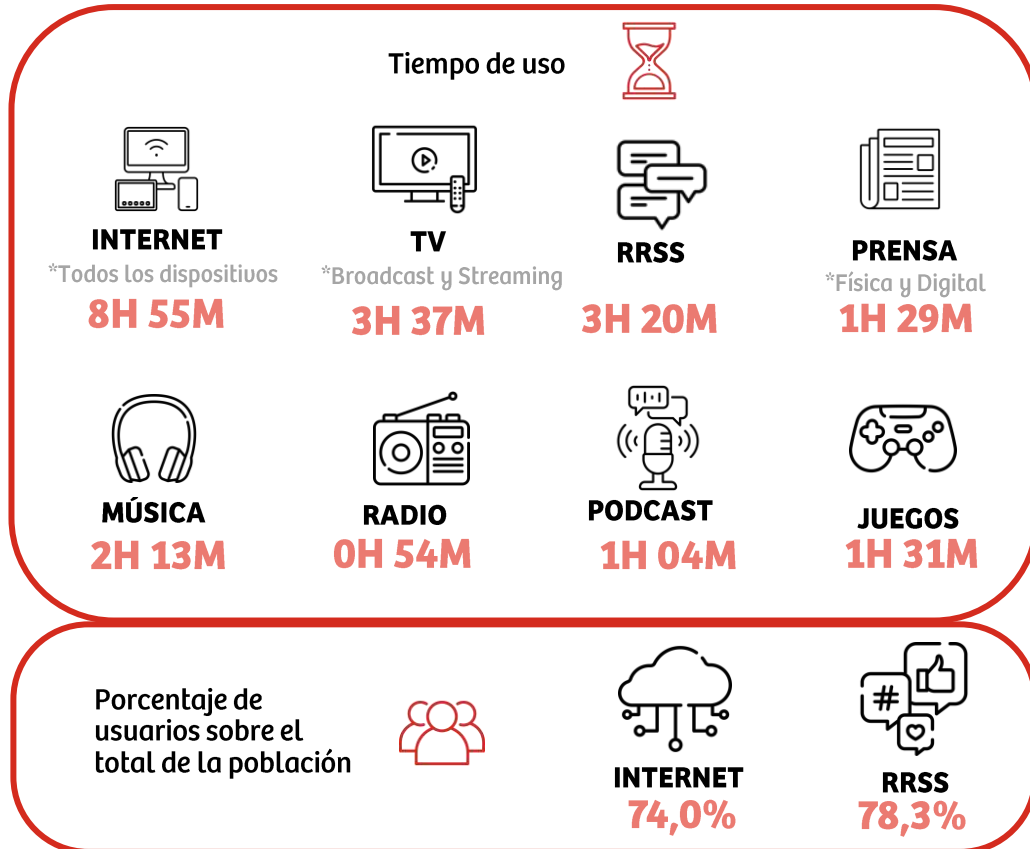 Tiempo de uso
INTERNET
*Todos los dispositivos
8H 55M
TV
*Broadcast y Streaming
3H 37M
RRSS
3H 20M
PRENSA
*Física y Digital
1H 29M
MÚSICA
2H 13M
RADIO
0H 54M
PODCAST
1H 04M
JUEGOS
1H 31M
Porcentaje de
usuarios sobre el
total de la población
INTERNET
74,0%
#
RRSS
78,3%